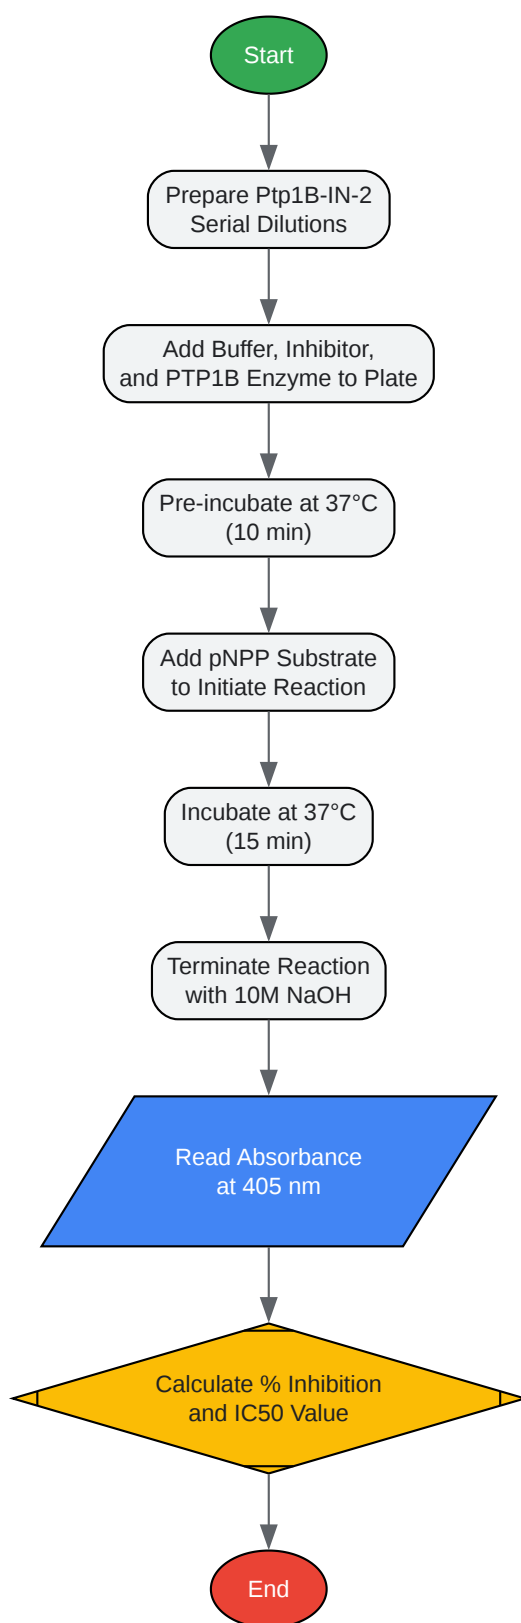 Start
Prepare Ptp1B-IN-2
Serial Dilutions
Add Buffer, Inhibitor,
and PTP1B Enzyme to Plate
Pre-incubate at 37°C
(10 min)
Add pNPP Substrate
to Initiate Reaction
Incubate at 37°C
(15 min)
Terminate Reaction
with 10M NaOH
Read Absorbance
at 405 nm
Calculate % Inhibition
and IC50 Value
End